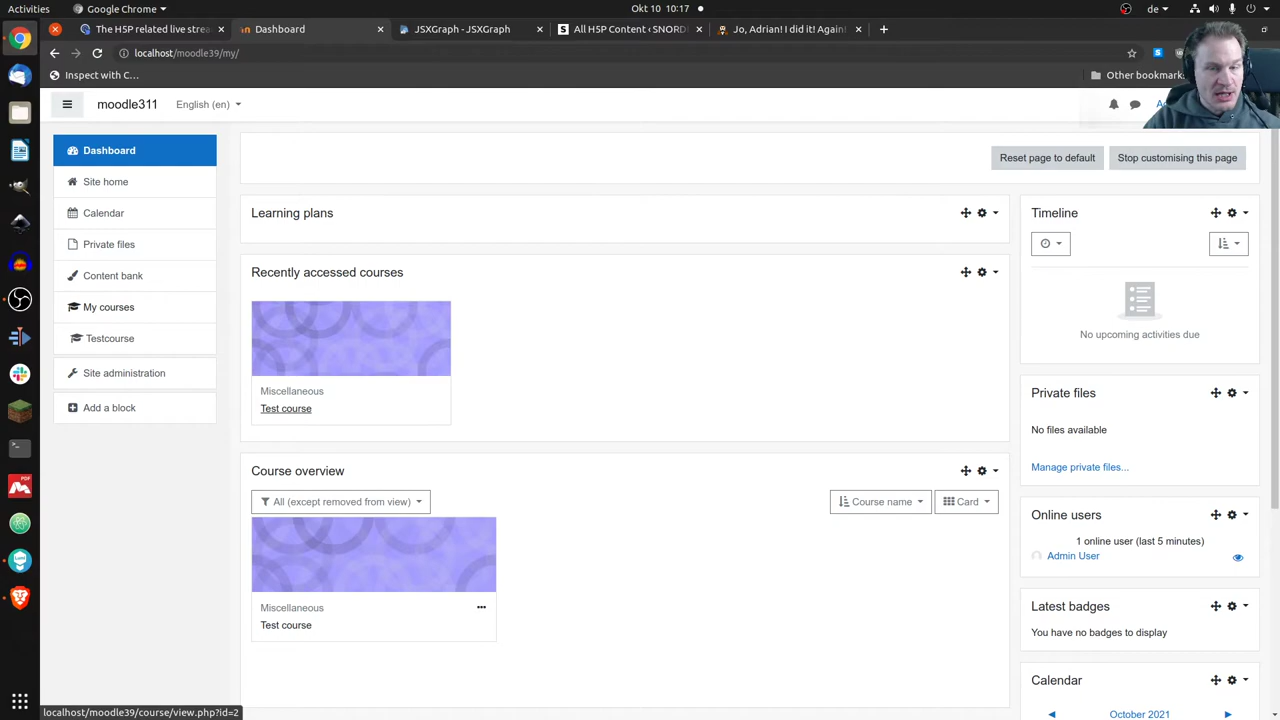 Activities
Google Chrome
Okt 10 10:17
de
The H5P related live strea
Dashboard
JSXGraph - JSXGraph
All H5P Content ‹ SNORDI
Jo, Adrian! I did it! Again!
localhost/moodle39/my/
Inspect with C…
Other bookmarks
moodle311
English (en)
Dashboard
Site home
Calendar
Private files
Content bank
My courses
Testcourse
Site administration
Add a block
Reset page to default
Stop customising this page
Learning plans
Recently accessed courses
Miscellaneous
Test course
Course overview
All (except removed from view)
Course name
Card
Miscellaneous
Test course
Timeline
No upcoming activities due
Private files
No files available
Manage private files...
Online users
1 online user (last 5 minutes)
Admin User
Latest badges
You have no badges to display
Calendar
October 2021
localhost/moodle39/course/view.php?id=2